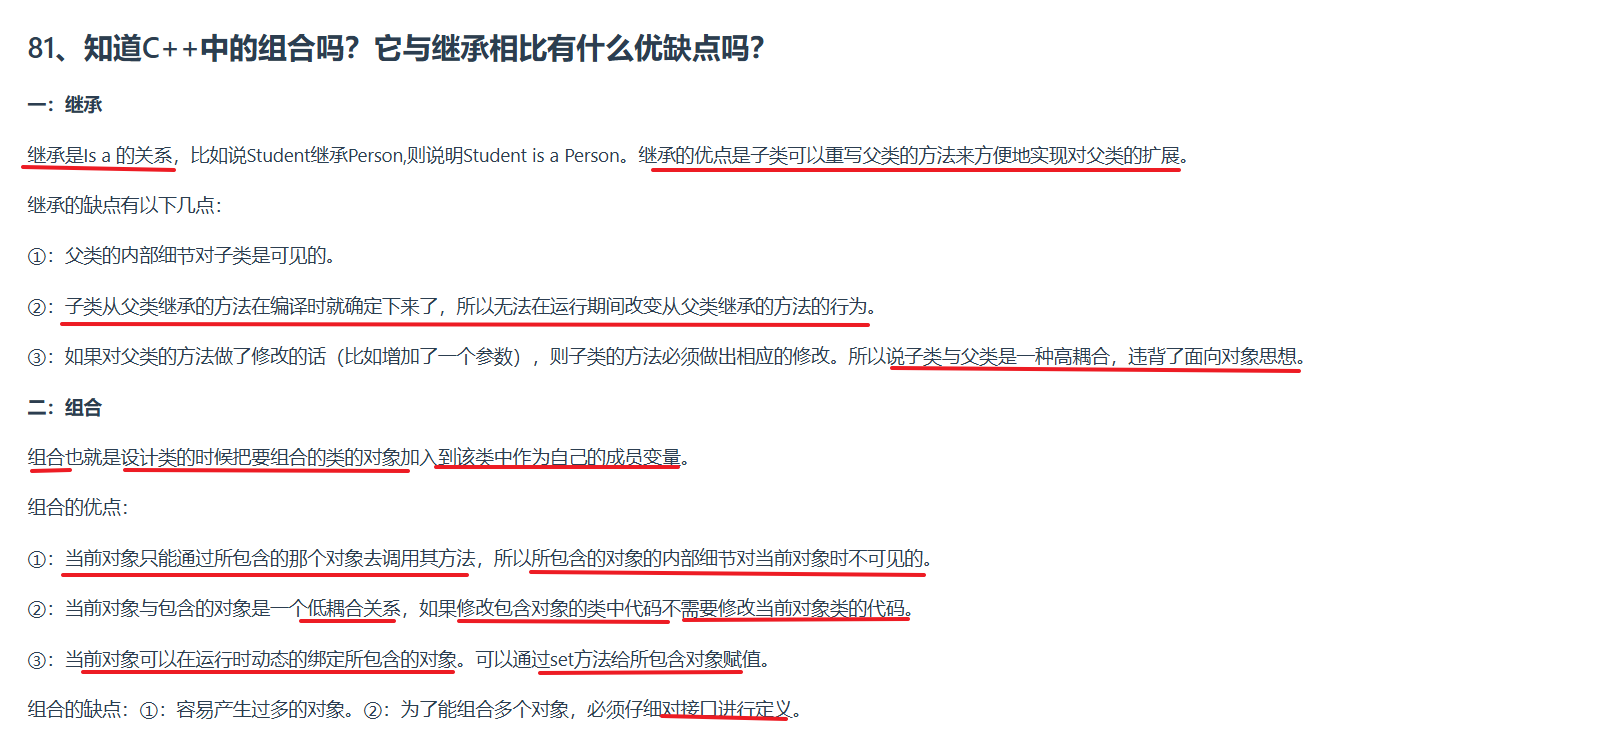 81、知道C++中的组合吗？它与继承相比有什么优缺点吗？
一：继承
继承是Is a 的关系，比如说Student继承Person,则说明Student is a Person。继承的优点是子类可以重写父类的方法来方便地实现对父类的扩展。
继承的缺点有以下几点：
①：父类的内部细节对子类是可见的。
②：子类从父类继承的方法在编译时就确定下来了，所以无法在运行期间改变从父类继承的方法的行为。
③：如果对父类的方法做了修改的话（比如增加了一个参数），则子类的方法必须做出相应的修改。所以说子类与父类是一种高耦合，违背了面向对象思想。
二：组合
组合也就是设计类的时候把要组合的类的对象加入到该类中作为自己的成员变量。
组合的优点：
①：当前对象只能通过所包含的那个对象去调用其方法，所以所包含的对象的内部细节对当前对象时不可见的。
②：当前对象与包含的对象是一个低耦合关系，如果修改包含对象的类中代码不需要修改当前对象类的代码。
③：当前对象可以在运行时动态的绑定所包含的对象。可以通过set方法给所包含对象赋值。
组合的缺点：①：容易产生过多的对象。②：为了能组合多个对象，必须仔细对接口进行定义。